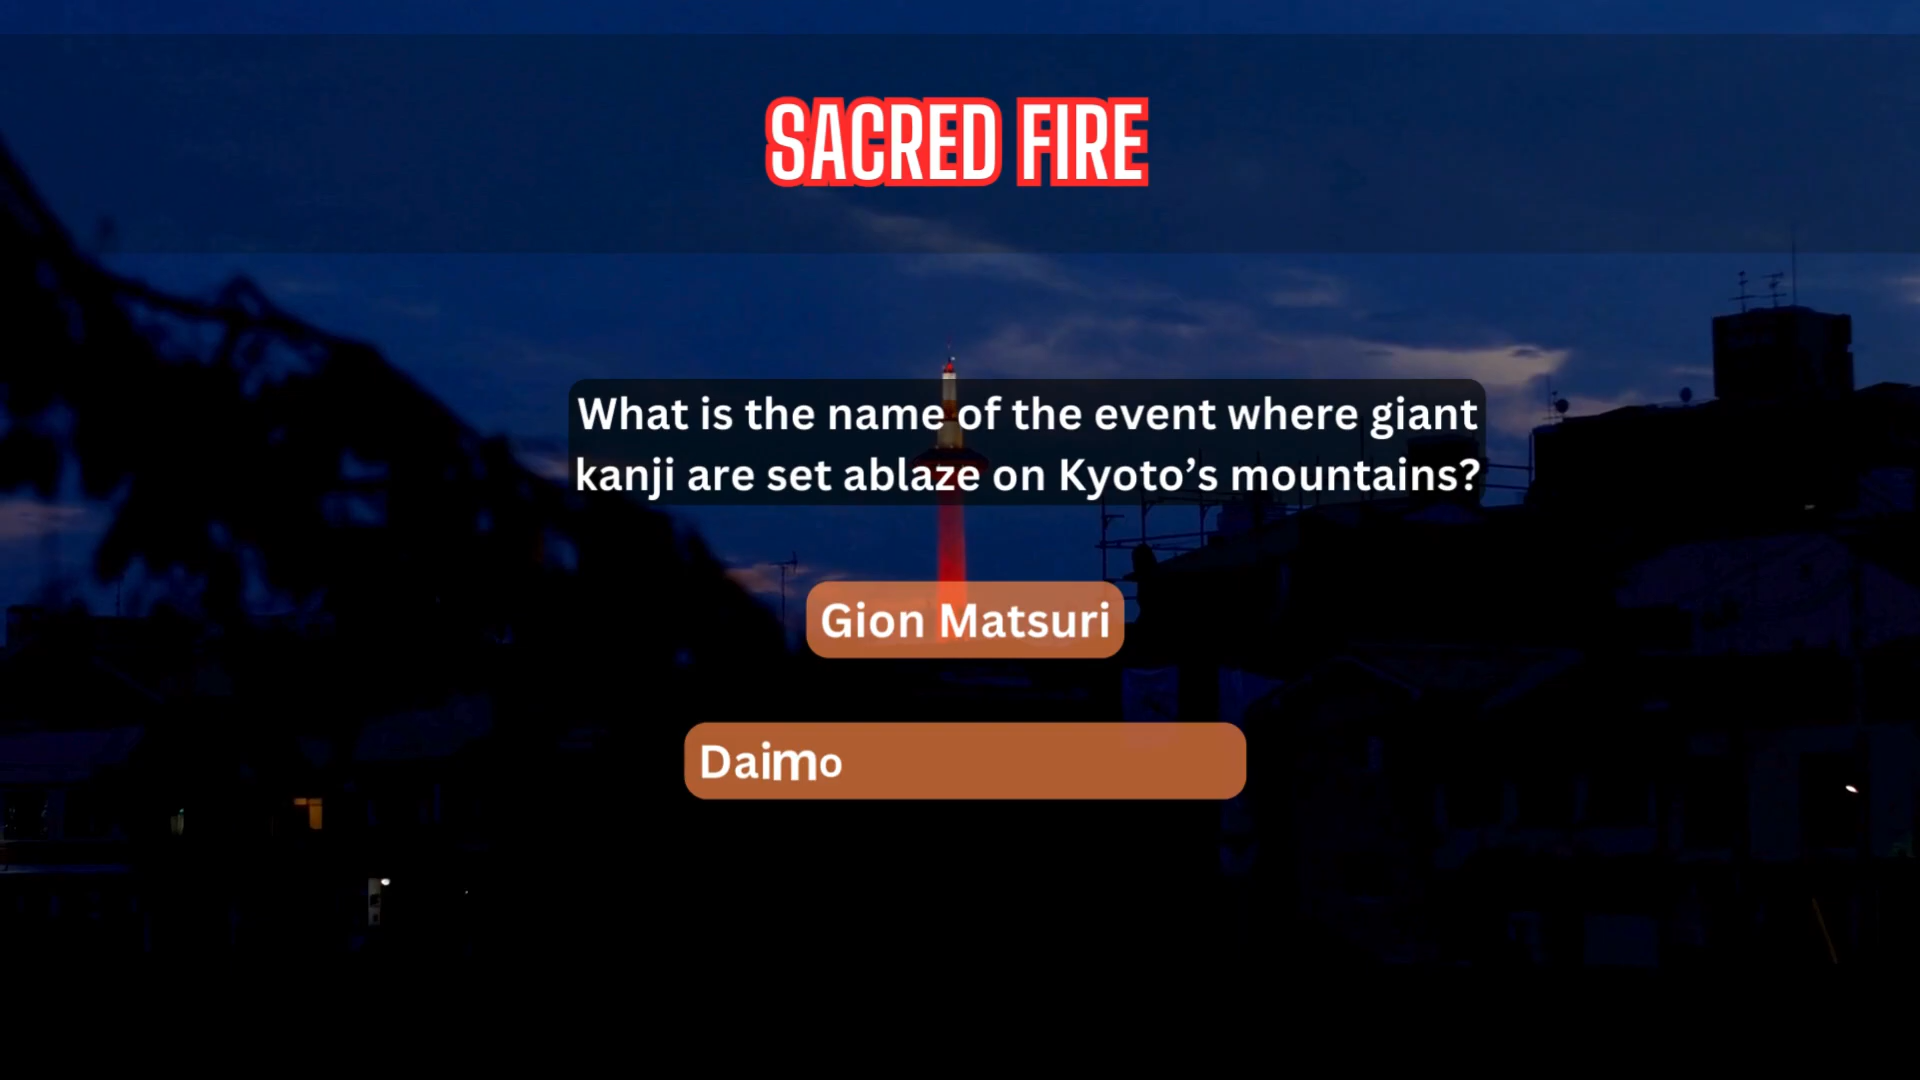 SACRED FIRE
What is the name of the event where giant
kanji are set ablaze on Kyoto’s mountains?
Gion Matsuri
Daimo